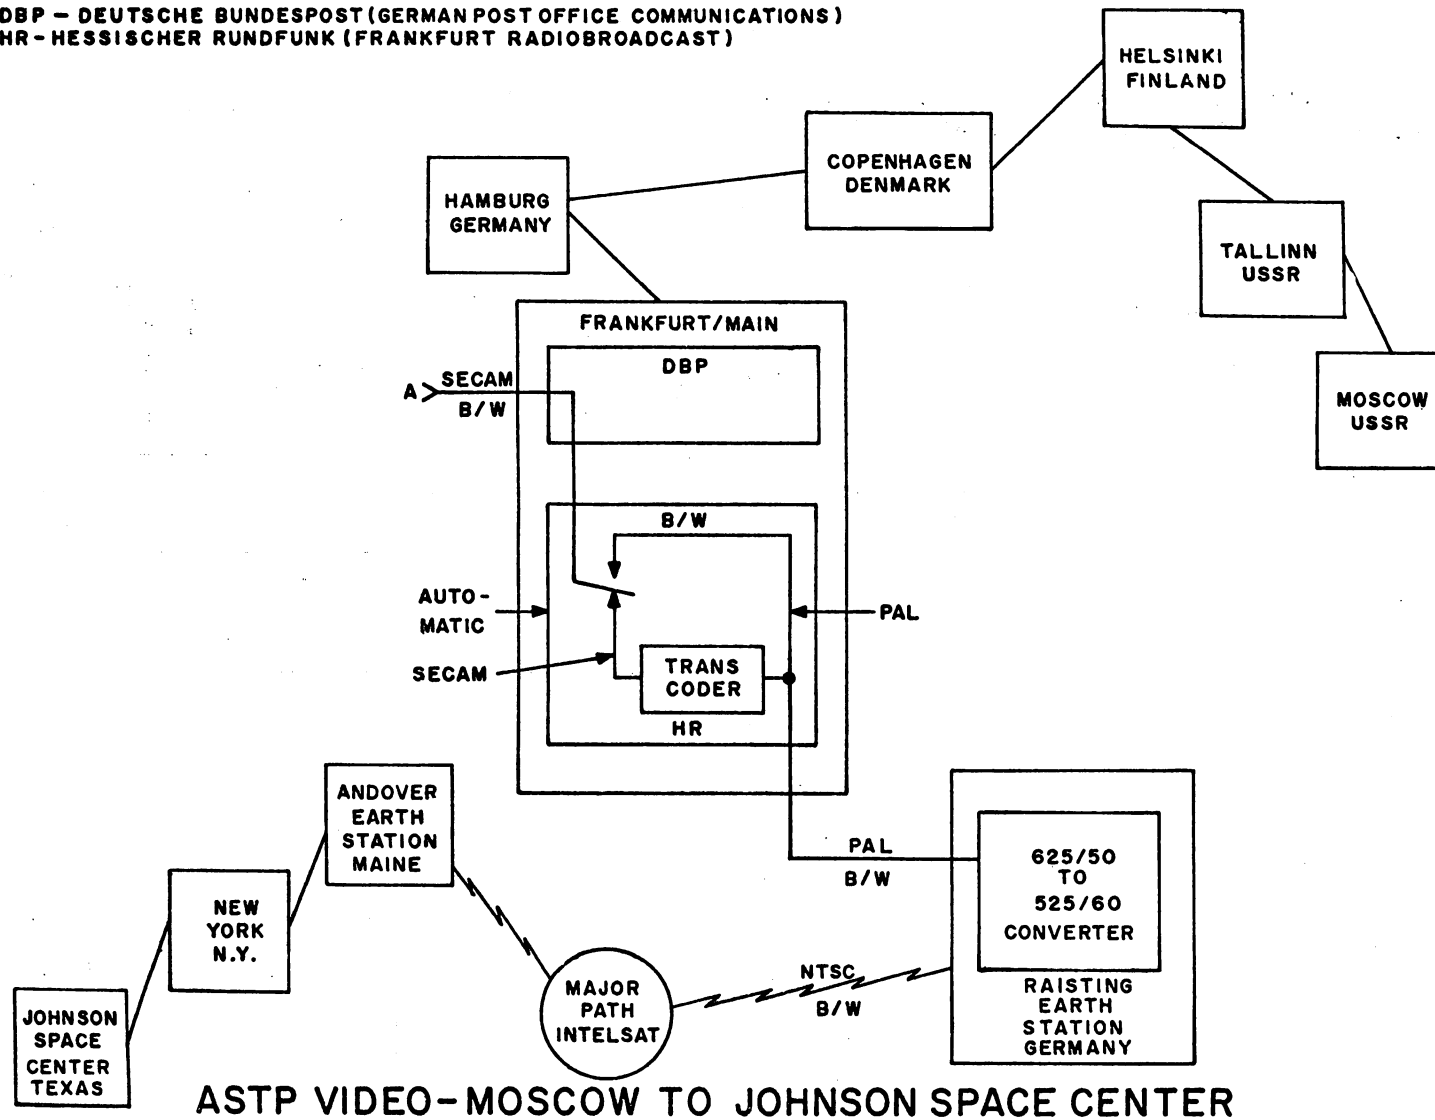 DBP - DEUTSCHE BUNDESPOST (GERMAN POST OFFICE COMMUNICATIONS)
HR - HESSISCHER RUNDFUNK (FRANKFURT RADIOBROADCAST)
HELSINKI
FINLAND
COPENHAGEN
DENMARK
HAMBURG
GERMANY
TALLINN
USSR
MOSCOW
USSR
FRANKFURT/MAIN
DBP
A
SECAM
B/W
B/W
AUTO-
MATIC
PAL
SECAM
TRANS
CODER
HR
PAL
B/W
625/50
TO
525/60
CONVERTER
RAISTING
EARTH
STATION
GERMANY
NTSC
B/W
MAJOR
PATH
INTELSAT
ANDOVER
EARTH
STATION
MAINE
NEW
YORK
N.Y.
JOHNSON
SPACE
CENTER
TEXAS
ASTP VIDEO-MOSCOW TO JOHNSON SPACE CENTER